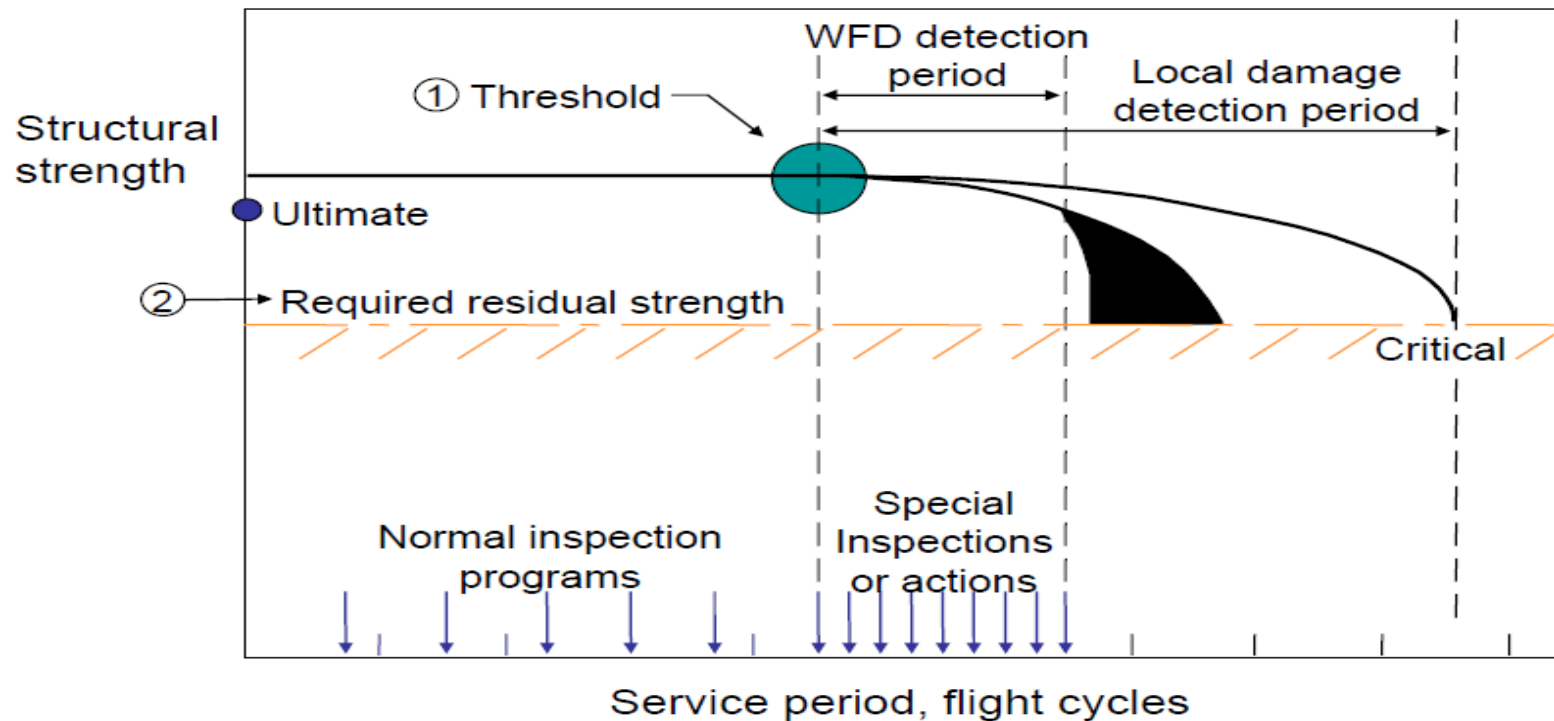 WFD detection
period
Local damage
detection period
① Threshold
Structural
strength
Ultimate
② Required residual strength
Critical
Special
Inspections
or actions
Normal inspection
programs
Service period, flight cycles